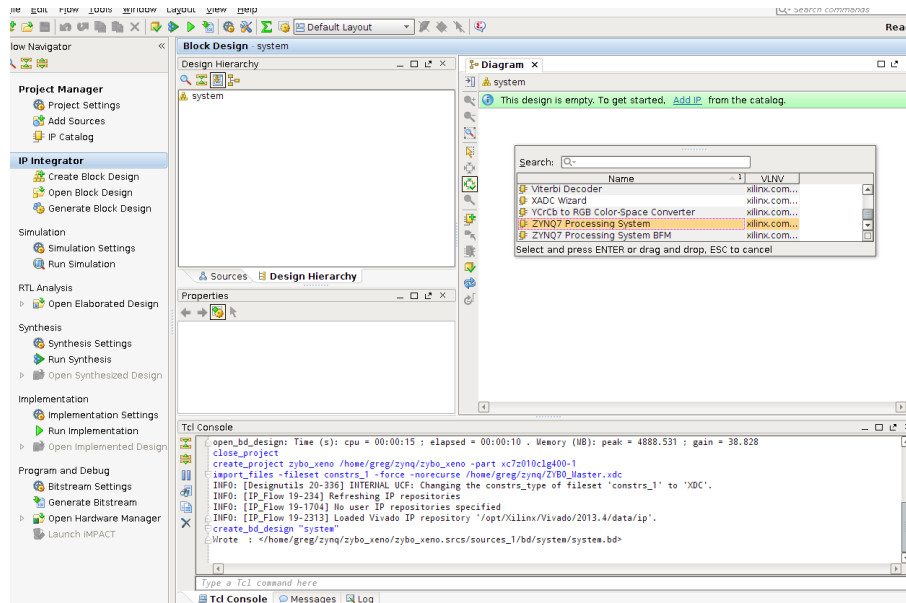 File Edit Flow Tools Window Layout View Help
Q- Search commands
Default Layout
Rea
low Navigator
Project Manager
Project Settings
Add Sources
IP Catalog
IP Integrator
Create Block Design
Open Block Design
Generate Block Design
Simulation
Simulation Settings
Run Simulation
RTL Analysis
Open Elaborated Design
Synthesis
Synthesis Settings
Run Synthesis
Open Synthesized Design
Implementation
Implementation Settings
Run Implementation
Open Implemented Design
Program and Debug
Bitstream Settings
Generate Bitstream
Open Hardware Manager
Launch iMPACT
Block Design - system
Design Hierarchy
system
Sources Design Hierarchy
Properties
Diagram
system
This design is empty. To get started, Add IP from the catalog.
Search:
Name 1 VLNV
Viterbi Decoder xilinx.com...
XADC Wizard xilinx.com...
YCrCb to RGB Color-Space Converter xilinx.com...
ZYNQ7 Processing System xilinx.com...
ZYNQ7 Processing System BFM xilinx.com...
Select and press ENTER or drag and drop, ESC to cancel
Tcl Console
open_bd_design: Time (s): cpu = 00:00:15 ; elapsed = 00:00:10 . Memory (MB): peak = 4888.531 ; gain = 38.828
close_project
create_project zybo_xeno /home/greg/zynq/zybo_xeno -part xc7z010clg400-1
import_files -fileset constrs_1 -force -norecurse /home/greg/zynq/ZYBO_Master.xdc
INFO: [Designutils 20-336] INTERNAL UCF: Changing the constrs_type of fileset 'constrs_1' to 'XDC'.
INFO: [IP_Flow 19-234] Refreshing IP repositories
INFO: [IP_Flow 19-1704] No user IP repositories specified
INFO: [IP_Flow 19-2313] Loaded Vivado IP repository '/opt/Xilinx/Vivado/2013.4/data/ip'.
create_bd_design "system"
Wrote : </home/greg/zynq/zybo_xeno/zybo_xeno.srcs/sources_1/bd/system/system.bd>
Type a Tcl command here
Tcl Console Messages Log